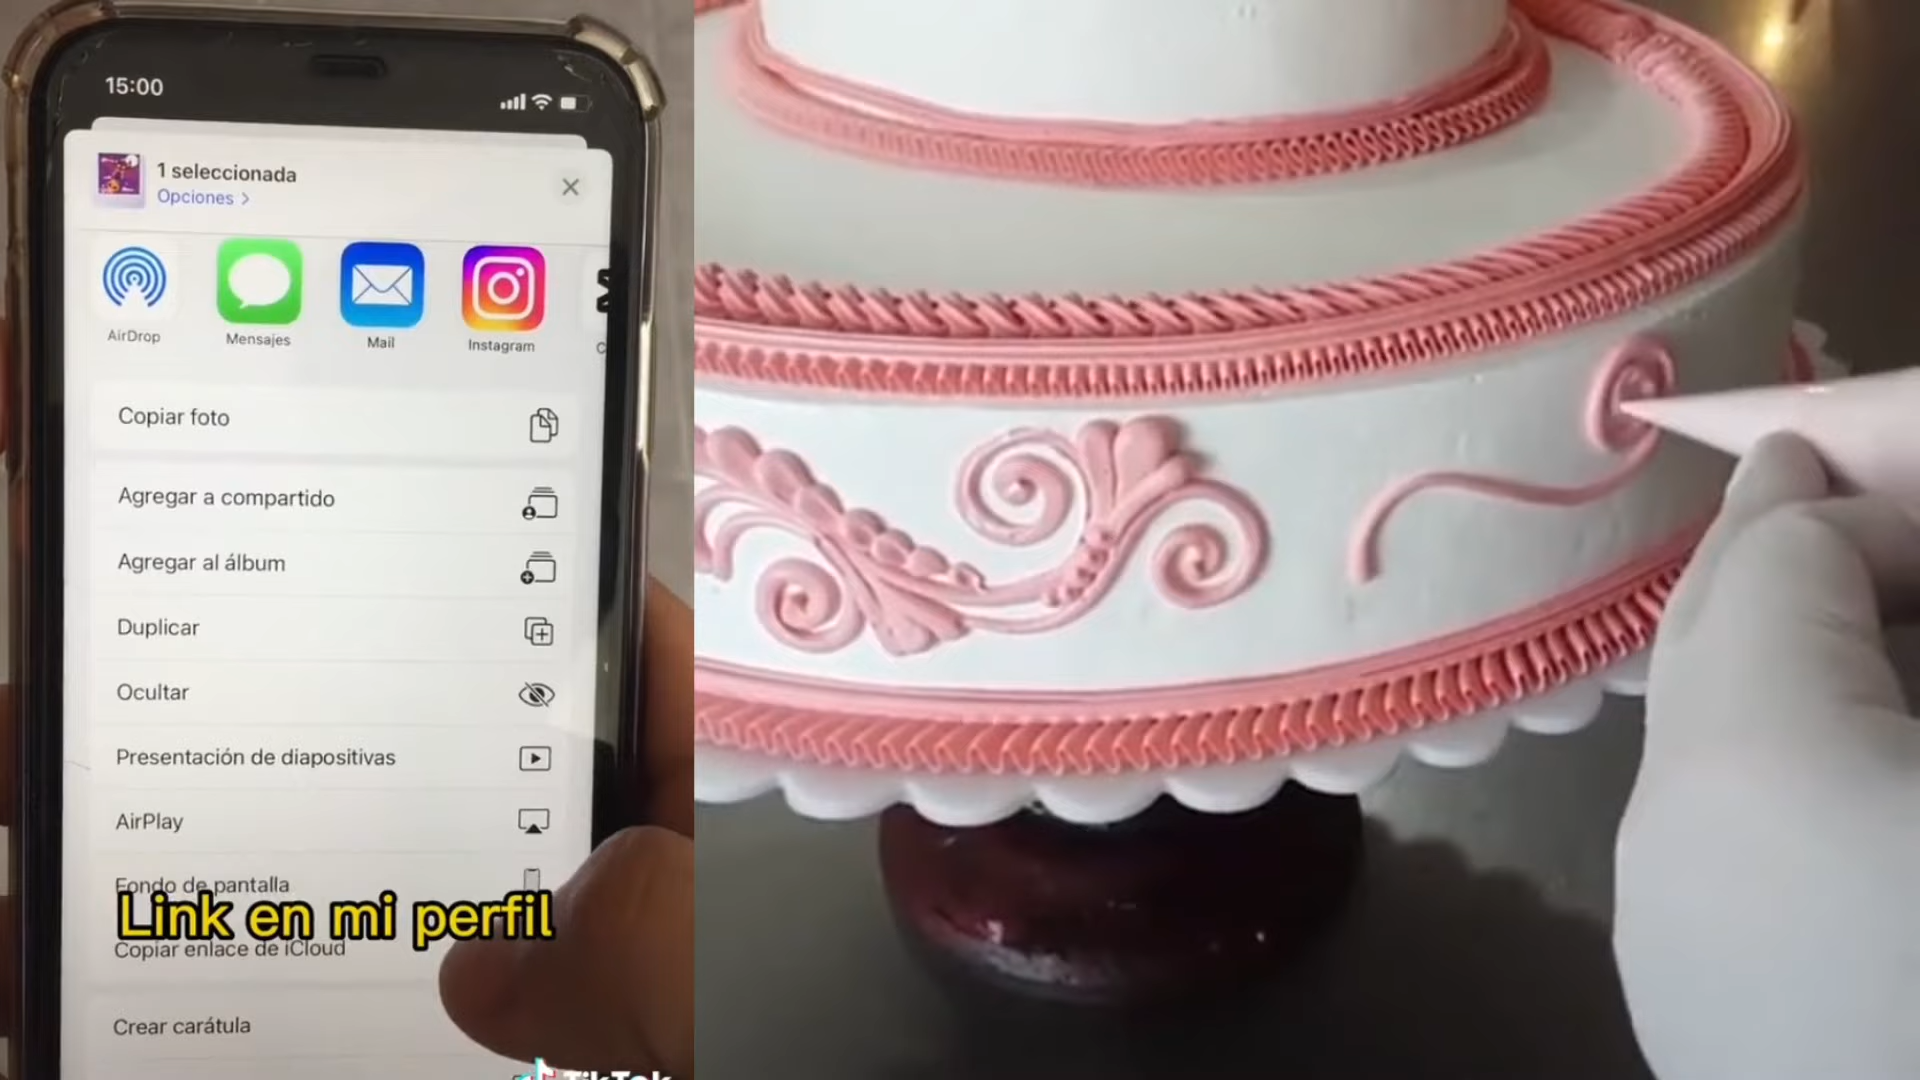 15:00
1 seleccionada
Opciones >
AirDrop
Mensajes
Mail
Instagram
C
Copiar foto
Agregar a compartido
Agregar al álbum
Duplicar
Ocultar
Presentación de diapositivas
AirPlay
Fondo de pantalla
Link en mi perfil
Copiar enlace de iCloud
Crear carátula
TikTok